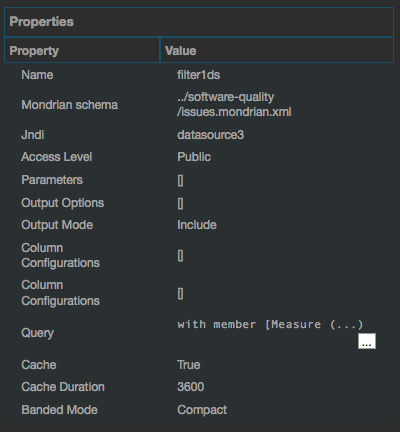 Properties
Property Value
Name filter1ds
Mondrian schema ../software-quality
/issues.mondrian.xml
Jndi datasource3
Access Level Public
Parameters []
Output Options []
Output Mode Include
Column
Configurations []
Column
Configurations []
Query with member [Measure (...)
...
Cache True
Cache Duration 3600
Banded Mode Compact